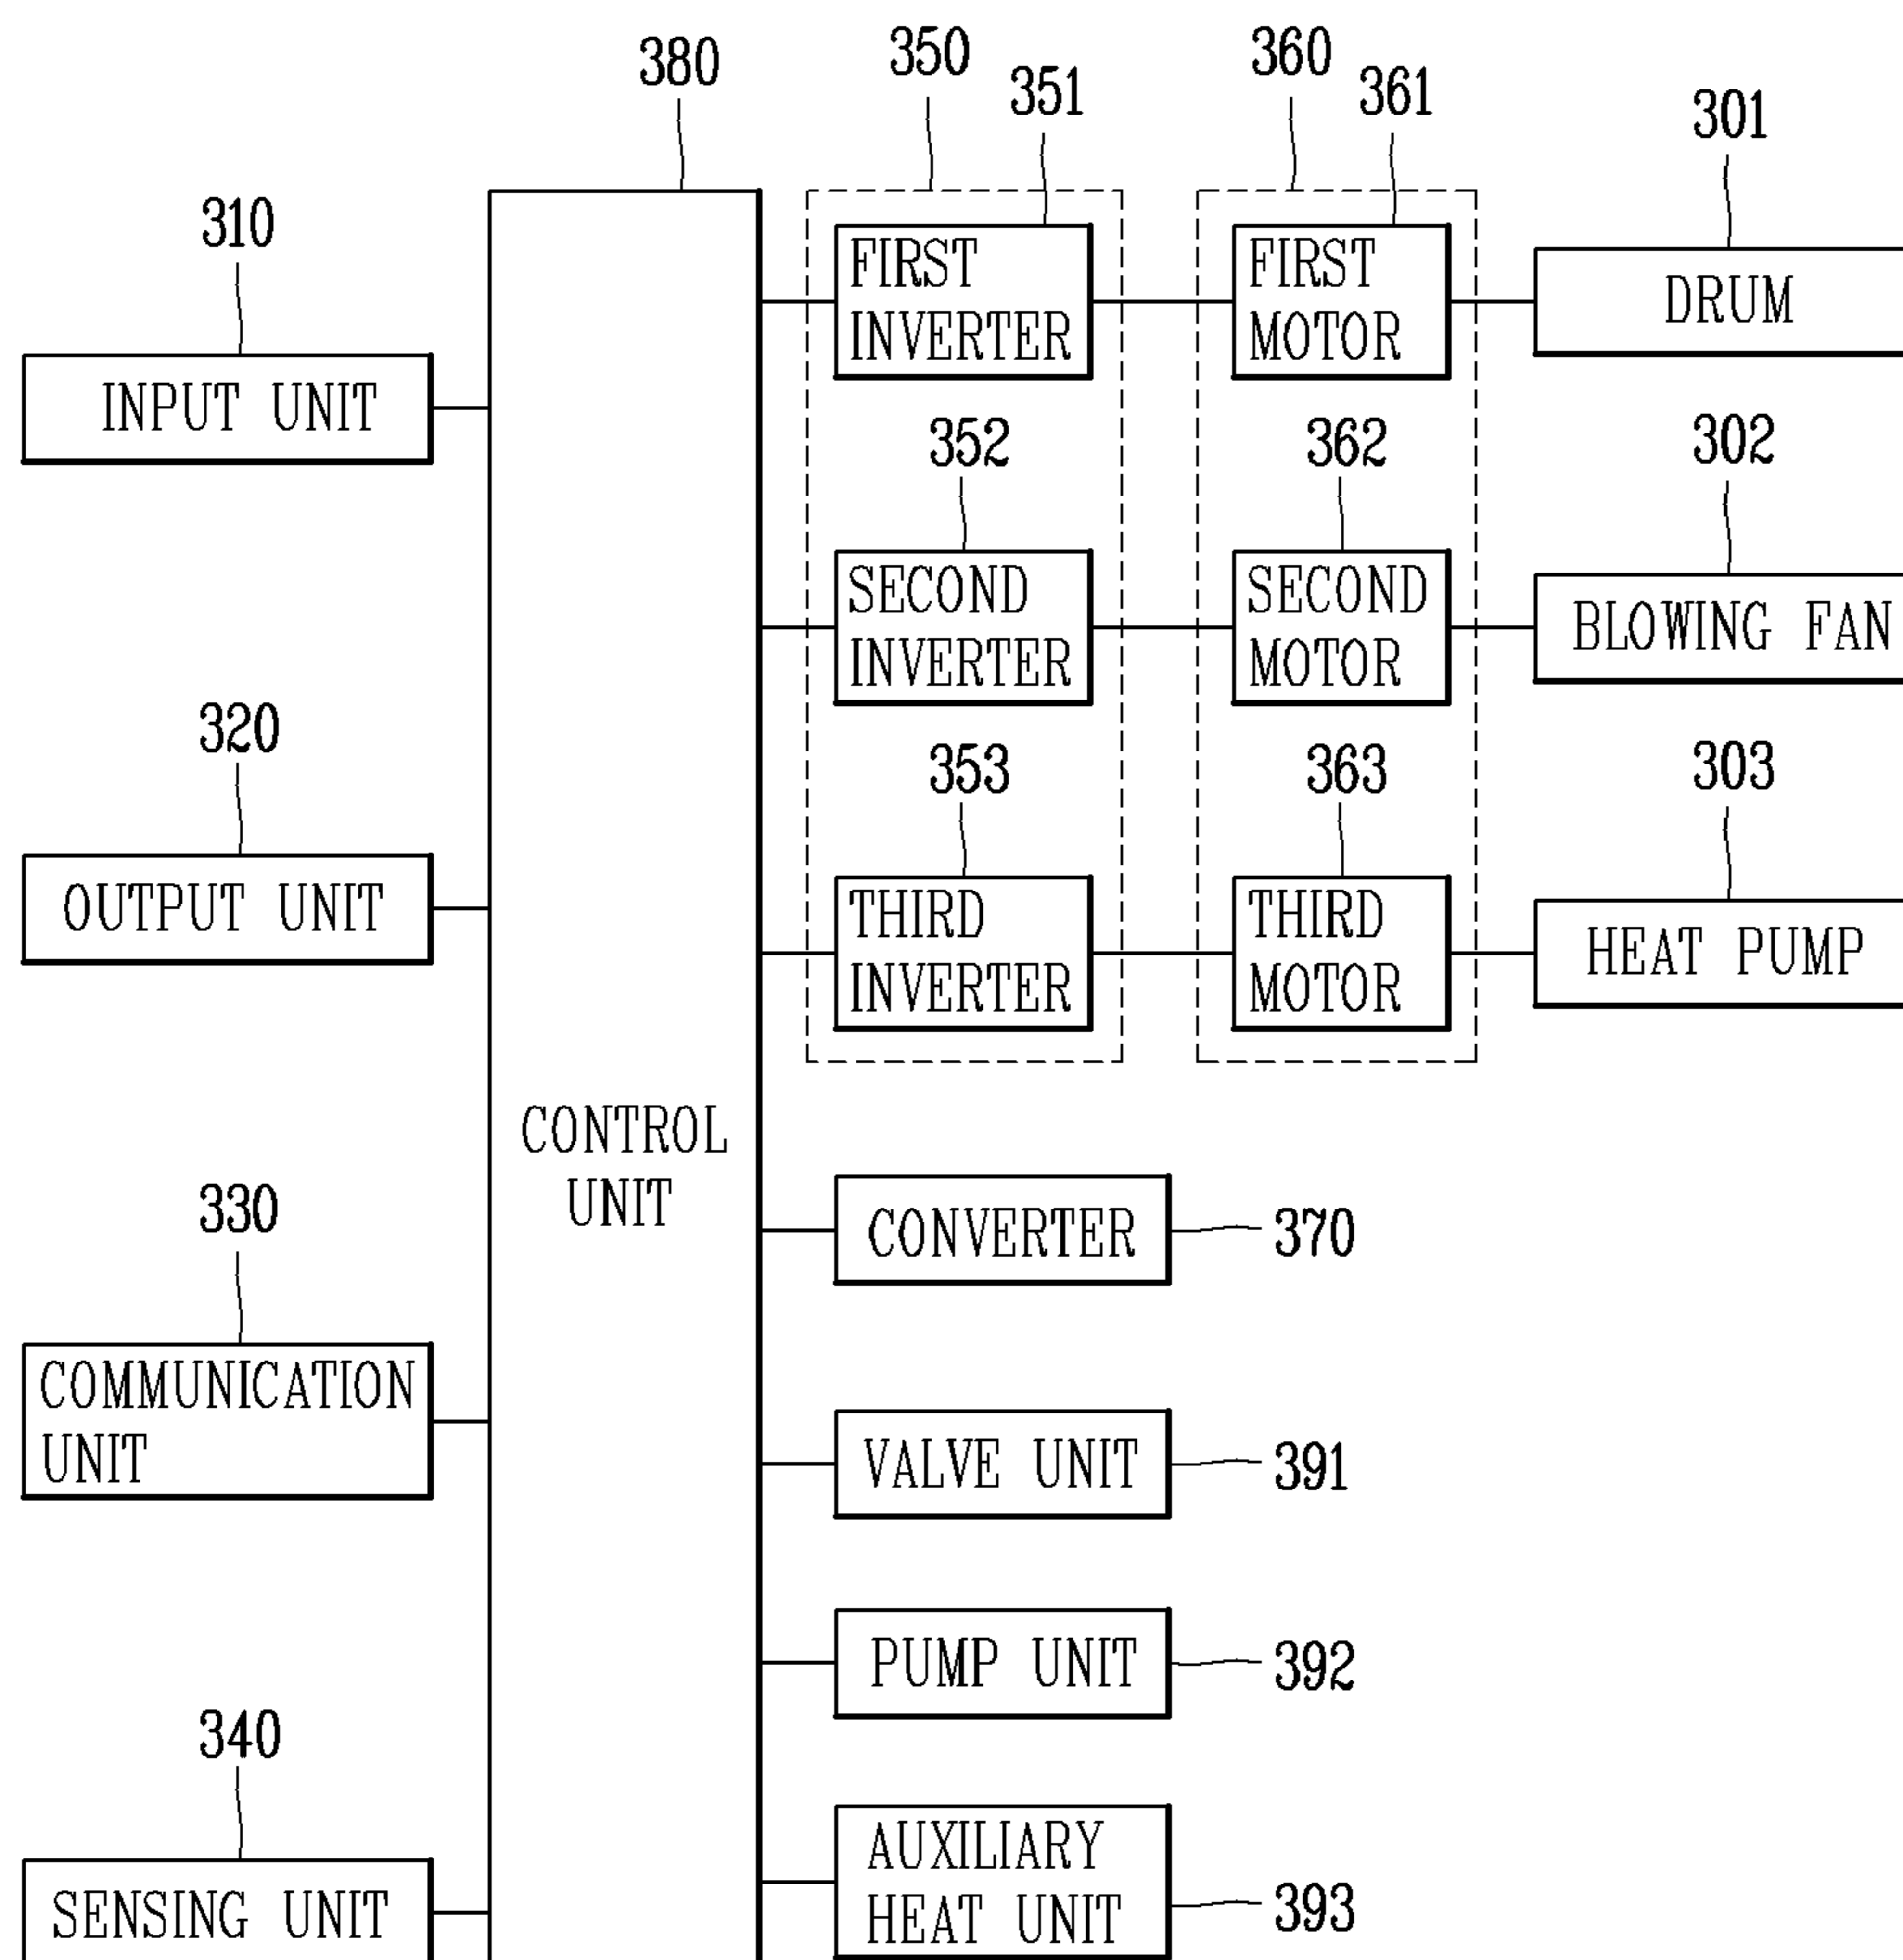 380
350
351
360
361
301
310
FIRST
INVERTER
FIRST
MOTOR
DRUM
INPUT UNIT
352
362
302
SECOND
INVERTER
SECOND
MOTOR
BLOWING FAN
320
353
363
303
OUTPUT UNIT
THIRD
INVERTER
THIRD
MOTOR
HEAT PUMP
CONTROL
UNIT
330
CONVERTER
370
COMMUNICATION
UNIT
VALVE UNIT
391
PUMP UNIT
392
340
AUXILIARY
HEAT UNIT
393
SENSING UNIT